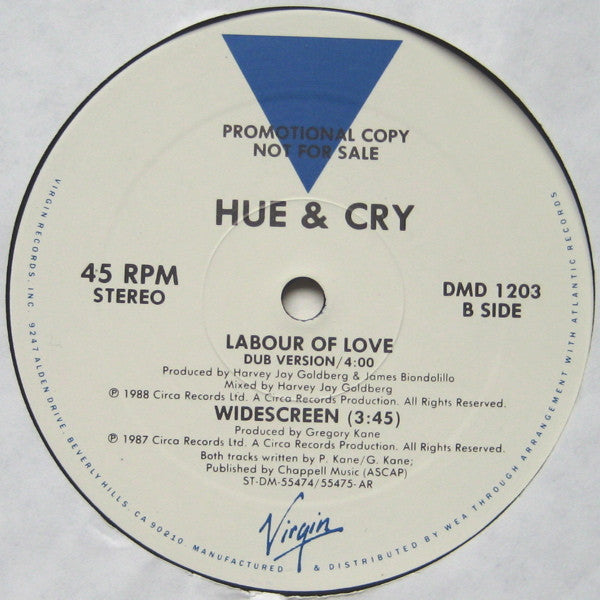 PROMOTIONAL COPY
NOT FOR SALE
HUE & CRY
45 RPM
STEREO
DMD 1203
B SIDE
LABOUR OF LOVE
DUB VERSION/4:00
Produced by Harvey Jay Goldberg & James Biondolillo
Mixed by Harvey Jay Goldberg
℗ 1988 Circa Records Ltd. A Circa Records Production. All Rights Reserved.
WIDESCREEN (3:45)
Produced by Gregory Kane
℗ 1987 Circa Records Ltd. A Circa Records Production. All Rights Reserved.
Both tracks written by P. Kane/G. Kane;
Published by Chappell Music (ASCAP)
ST-DM-55474/55475-AR
Virgin
VIRGIN RECORDS, INC. 9247 ALDEN DRIVE, BEVERLY HILLS, CA 90210 MANUFACTURED & DISTRIBUTED BY WEA THROUGH ARRANGEMENT WITH ATLANTIC RECORDS